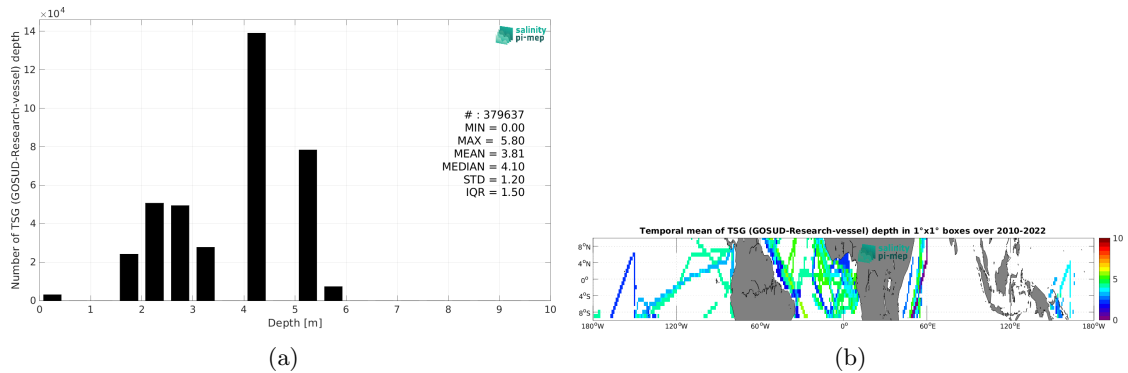 ×10⁴
14
12
10
8
6
4
2
0
Number of TSG (GOSUD-Research-vessel) depth
0 1 2 3 4 5 6 7 8 9 10
Depth [m]
salinity
pi-mep
# : 379637
MIN = 0.00
MAX = 5.80
MEAN = 3.81
MEDIAN = 4.10
STD = 1.20
IQR = 1.50
(a)
Temporal mean of TSG (GOSUD-Research-vessel) depth in 1°x1° boxes over 2010-2022
8°N
4°N
0°
4°S
8°S
180°W 120°W 60°W 0° 60°E 120°E 180°W
salinity
pi-mep
10
5
0
(b)